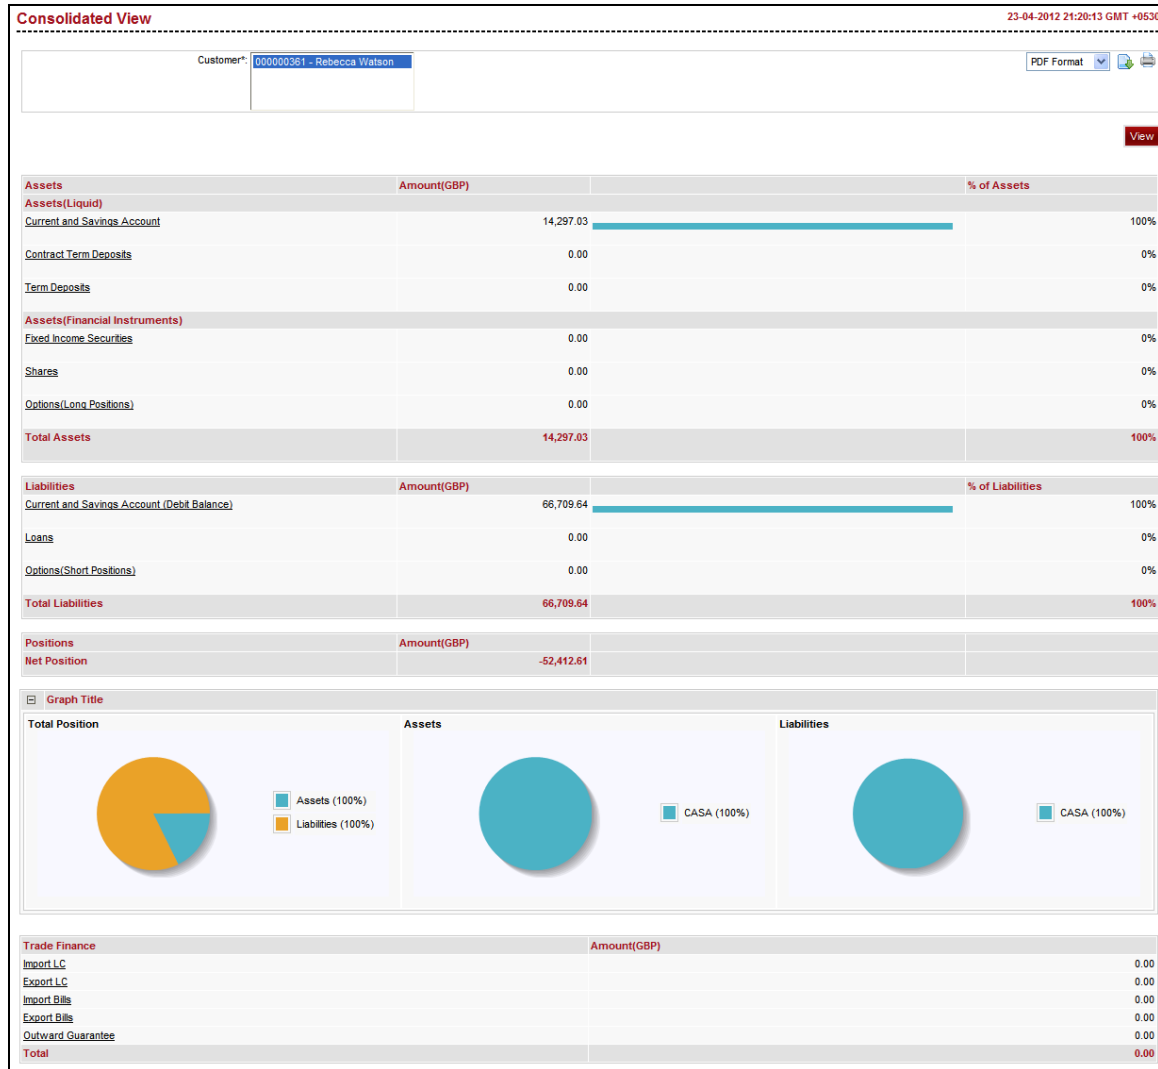 Consolidated View 23-04-2012 21:20:13 GMT +0530
Customer*: 000000361 - Rebecca Watson PDF Format
View
Assets Amount(GBP) % of Assets
Assets(Liquid)
Current and Savings Account 14,297.03 100%
Contract Term Deposits 0.00 0%
Term Deposits 0.00 0%
Assets(Financial Instruments)
Fixed Income Securities 0.00 0%
Shares 0.00 0%
Options(Long Positions) 0.00 0%
Total Assets 14,297.03 100%
Liabilities Amount(GBP) % of Liabilities
Current and Savings Account (Debit Balance) 66,709.64 100%
Loans 0.00 0%
Options(Short Positions) 0.00 0%
Total Liabilities 66,709.64 100%
Positions Amount(GBP)
Net Position -52,412.61
Graph Title
Total Position Assets Liabilities
Assets (100%)
Liabilities (100%)
CASA (100%)
CASA (100%)
Trade Finance Amount(GBP)
Import LC 0.00
Export LC 0.00
Import Bills 0.00
Export Bills 0.00
Outward Guarantee 0.00
Total 0.00